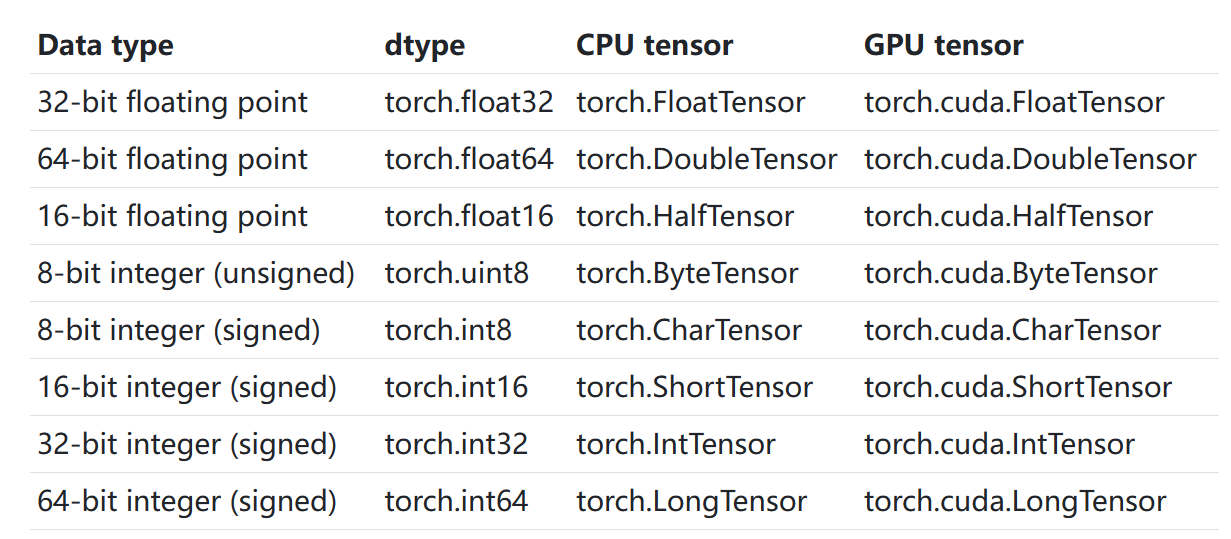 Data type dtype CPU tensor GPU tensor
32-bit floating point torch.float32 torch.FloatTensor torch.cuda.FloatTensor
64-bit floating point torch.float64 torch.DoubleTensor torch.cuda.DoubleTensor
16-bit floating point torch.float16 torch.HalfTensor torch.cuda.HalfTensor
8-bit integer (unsigned) torch.uint8 torch.ByteTensor torch.cuda.ByteTensor
8-bit integer (signed) torch.int8 torch.CharTensor torch.cuda.CharTensor
16-bit integer (signed) torch.int16 torch.ShortTensor torch.cuda.ShortTensor
32-bit integer (signed) torch.int32 torch.IntTensor torch.cuda.IntTensor
64-bit integer (signed) torch.int64 torch.LongTensor torch.cuda.LongTensor